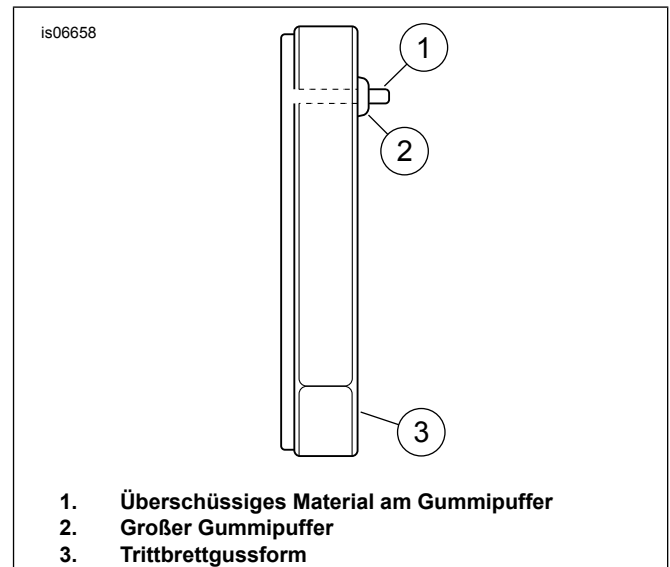 is06658
1
2
3
1. Überschüssiges Material am Gummipuffer
2. Großer Gummipuffer
3. Trittbrettgussform